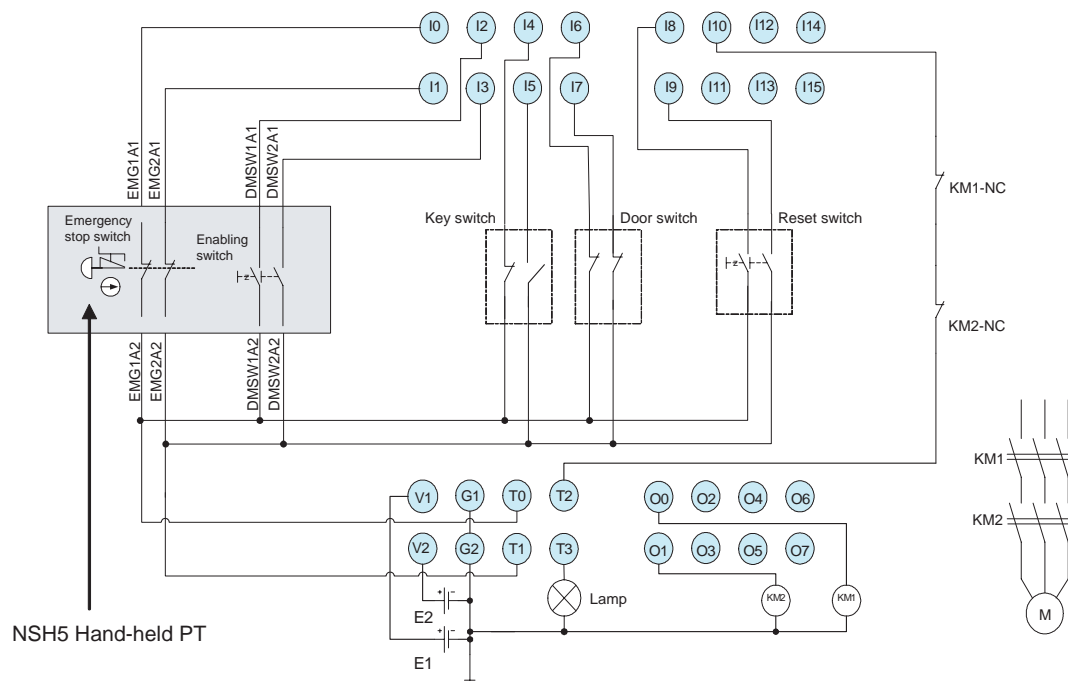 I0 I2 I4 I6 I8 I10 I12 I14
I1 I3 I5 I7 I9 I11 I13 I15
EMG1A1
EMG2A1
DMSW1A1
DMSW2A1
KM1-NC
Emergency
stop switch
Enabling
switch
Key switch
Door switch
Reset switch
KM2-NC
EMG1A2
EMG2A2
DMSW1A2
DMSW2A2
KM1
KM2
V1 G1 T0 T2 O0 O2 O4 O6
V2 G2 T1 T3 O1 O3 O5 O7
+ -
E2
Lamp
KM2
KM1
M
+ -
E1
NSH5 Hand-held PT